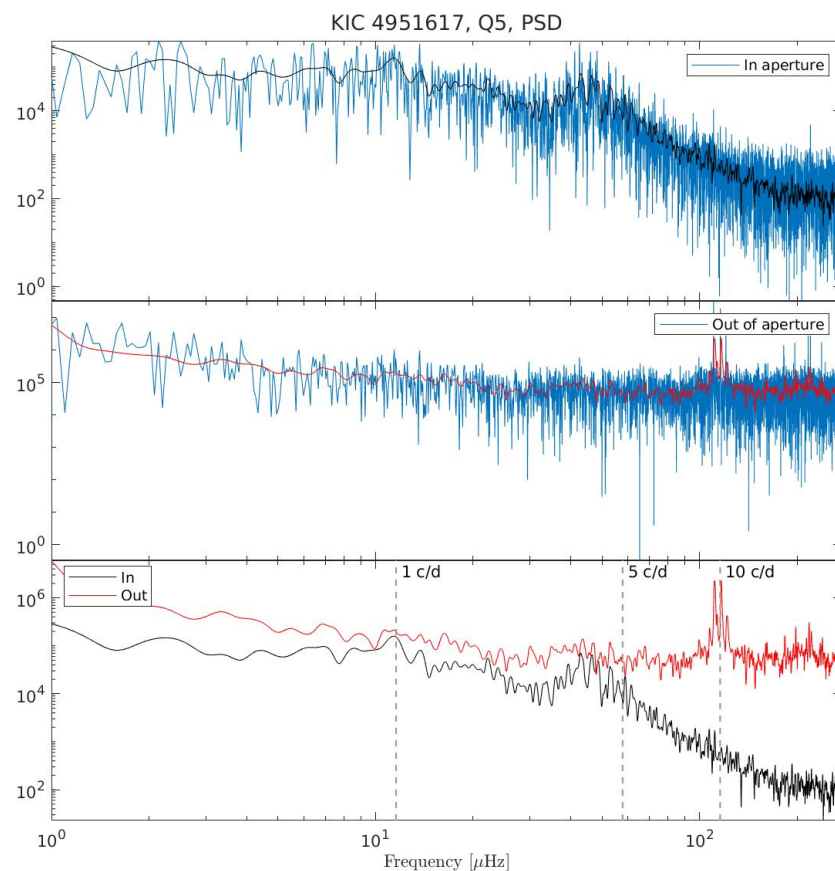 KIC 4951617, Q5, PSD
In aperture
10^4
10^2
10^0
Out of aperture
10^5
10^0
In
Out
1 c/d
5 c/d
10 c/d
10^6
10^4
10^2
10^0
10^1
10^2
Frequency [μHz]